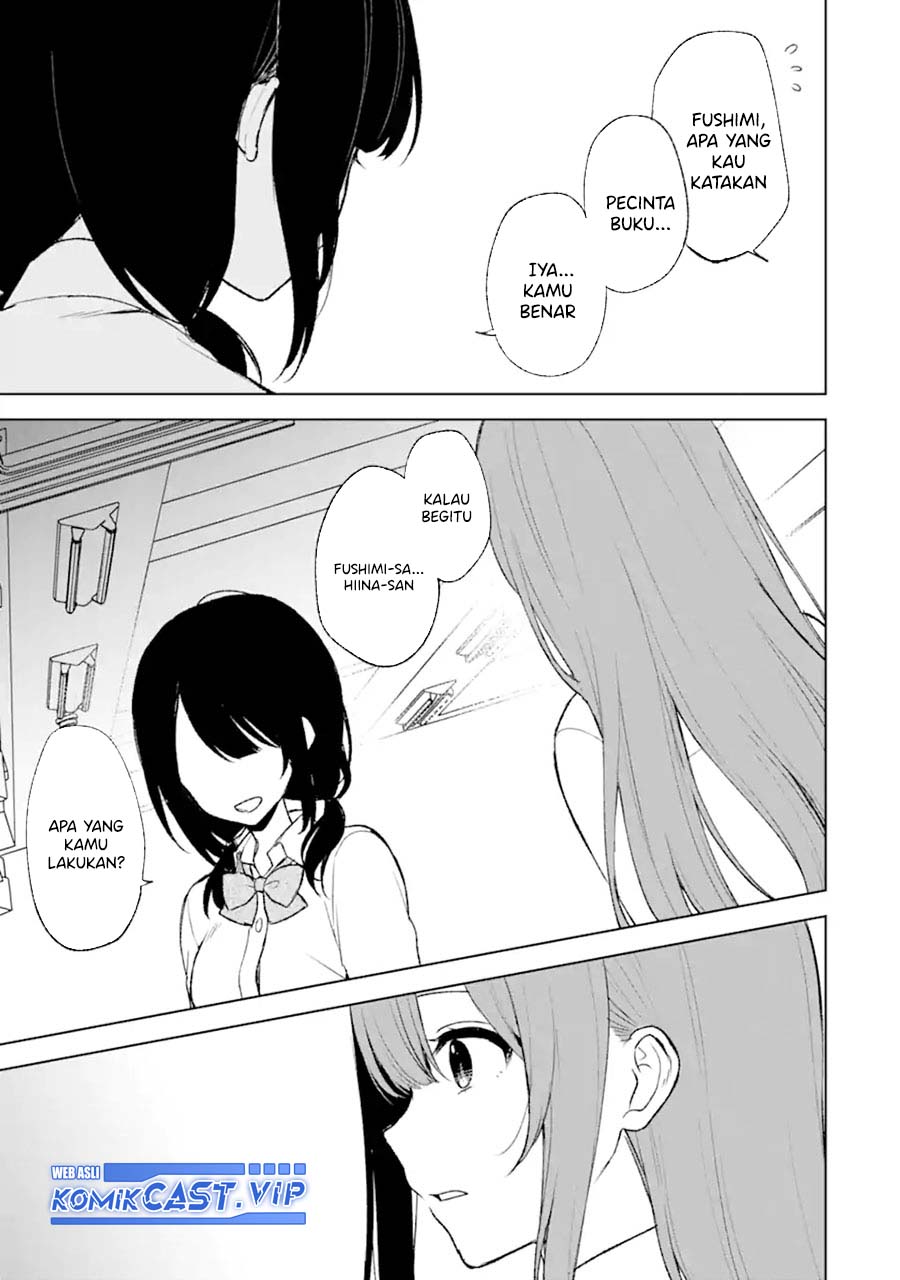 FUSHIMI,
APA YANG
KAU
KATAKAN
PECINTA
BUKU...
IYA...
KAMU
BENAR
KALAU
BEGITU
FUSHIMI-SA...
HIINA-SAN
APA YANG
KAMU
LAKUKAN?
WEB ASLI
KOMIKCAST.VIP